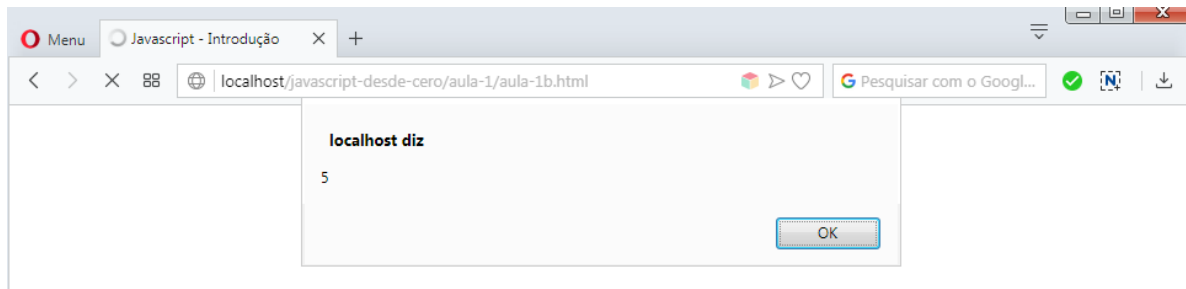 Menu
Javascript - Introdução
localhost/javascript-desde-cero/aula-1/aula-1b.html
G Pesquisar com o Googl...
N
localhost diz
5
OK